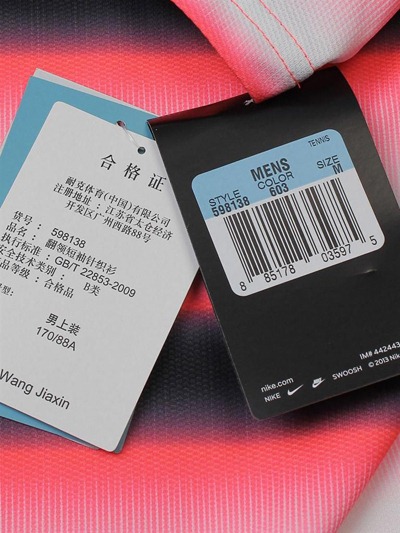 合格证
耐克体育(中国)有限公司
注册地址：江苏省太仓经济
开发区广州西路88号
货号： 598138
执行标准： 翻领短袖针织衫
安全技术类别： GB/T 22853-2009
品等级：合格品 B类
型:
男上装
170/88A
Wang Jiaxin
TENNIS
MENS
STYLE COLOR SIZE
598138 603 M
8 85178 03597 5
IM# 442443
nike.com
NIKE SWOOSH © 2013 Nik